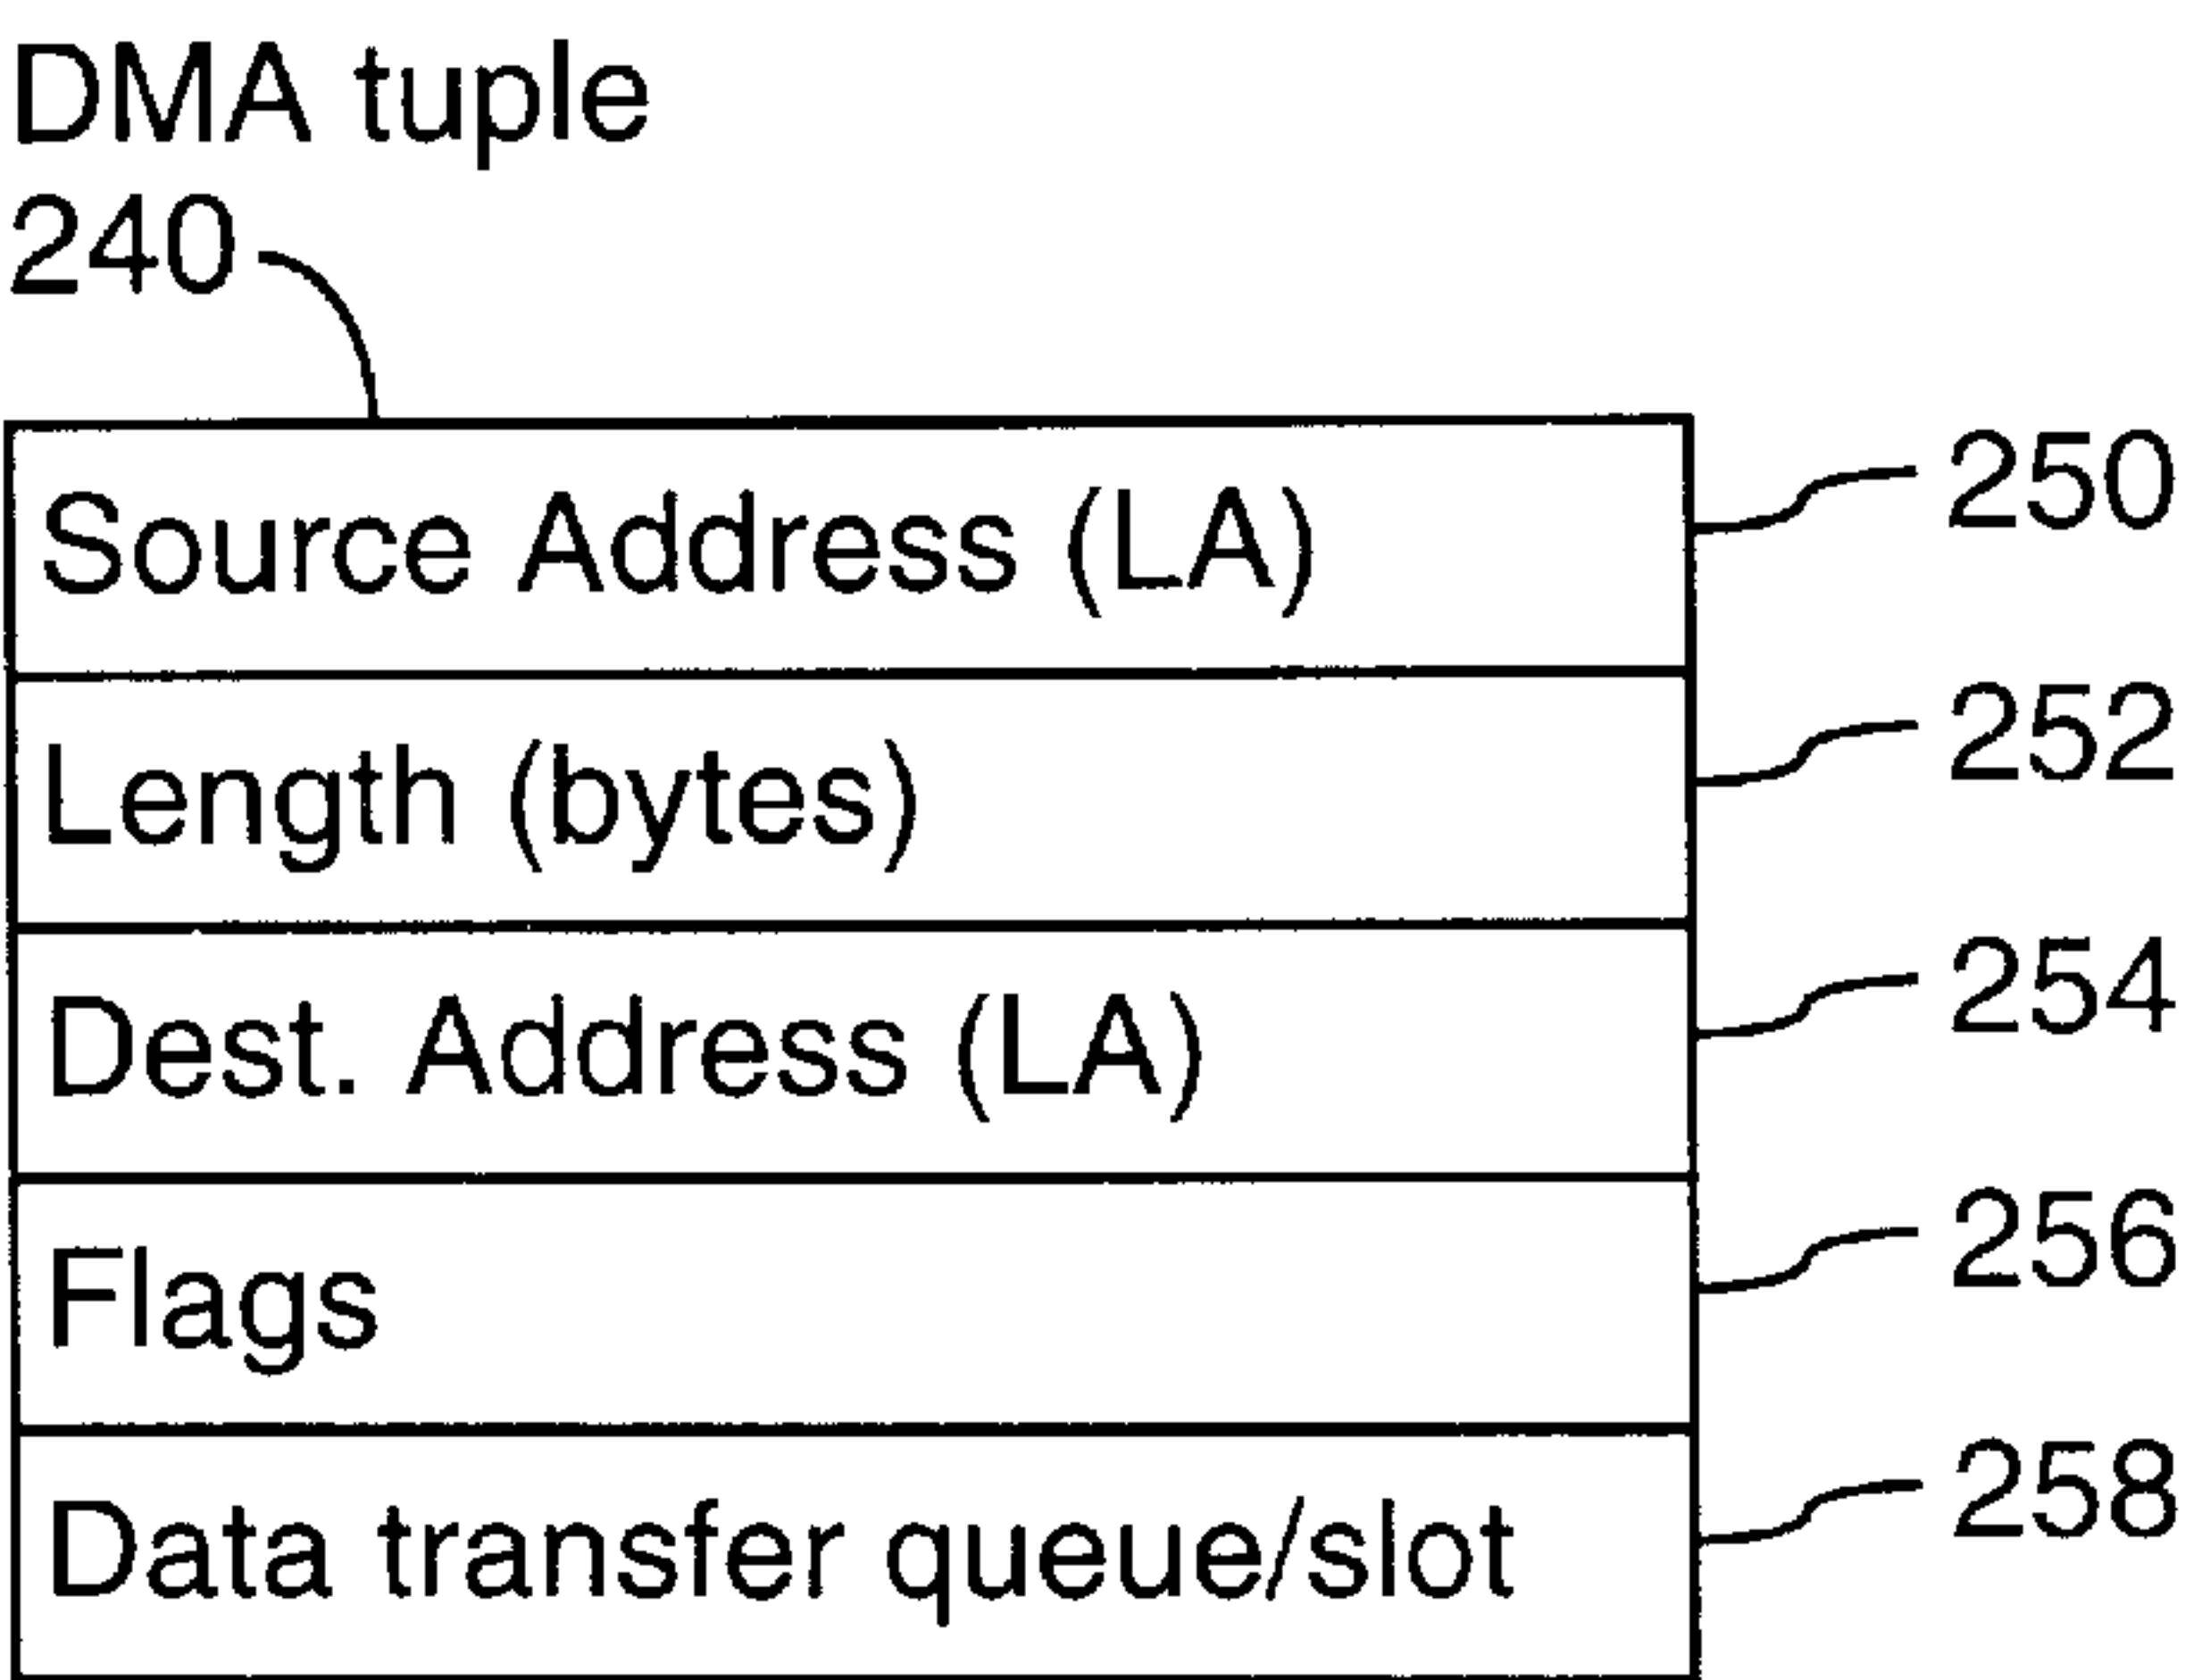 DMA tuple
240
Source Address (LA) 250
Length (bytes) 252
Dest. Address (LA) 254
Flags 256
Data transfer queue/slot 258